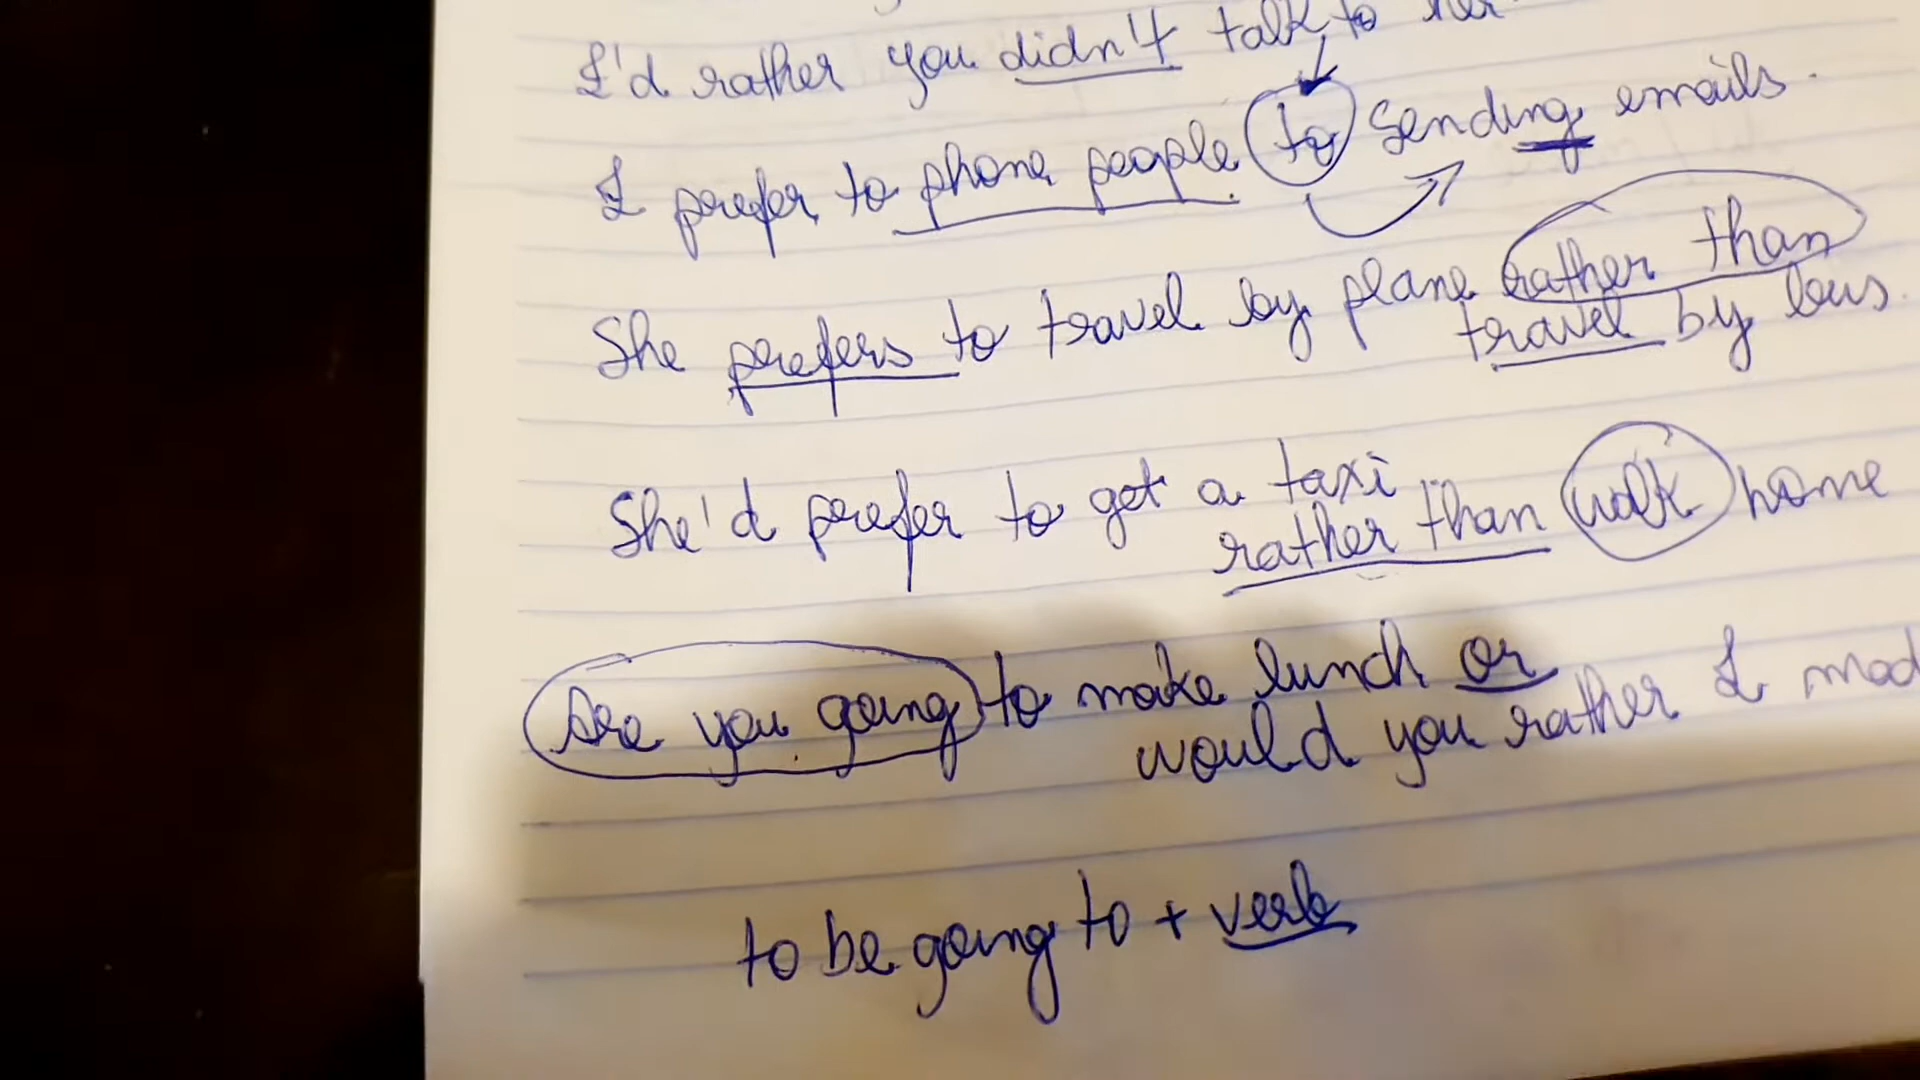 I'd rather you didn't talk to her
I prefer to phone people to sending emails.
She prefers to travel by plane rather than
travel by bus.
She'd prefer to get a taxi
rather than walk home
Are you going to make lunch or
would you rather I mad
to be going to + verb